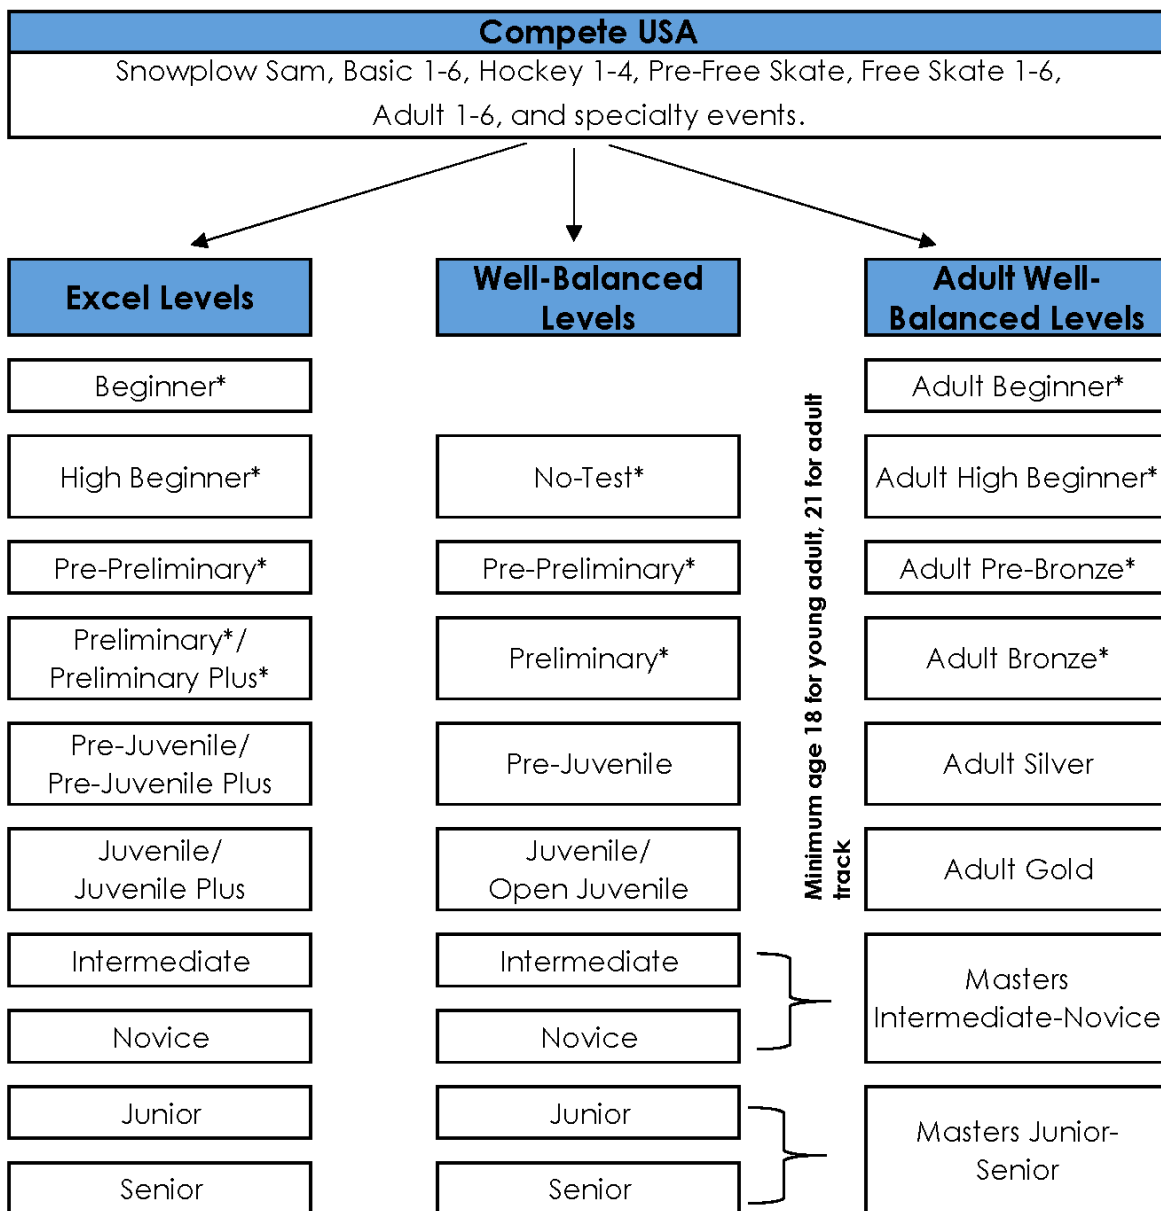 Compete USA
Snowplow Sam, Basic 1-6, Hockey 1-4, Pre-Free Skate, Free Skate 1-6,
Adult 1-6, and specialty events.
Excel Levels
Beginner*
High Beginner*
Pre-Preliminary*
Preliminary*/
Preliminary Plus*
Pre-Juvenile/
Pre-Juvenile Plus
Juvenile/
Juvenile Plus
Intermediate
Novice
Junior
Senior
Well-Balanced
Levels
No-Test*
Pre-Preliminary*
Preliminary*
Pre-Juvenile
Juvenile/
Open Juvenile
Intermediate
Novice
Junior
Senior
Minimum age 18 for young adult, 21 for adult
track
Adult Well-
Balanced Levels
Adult Beginner*
Adult High Beginner*
Adult Pre-Bronze*
Adult Bronze*
Adult Silver
Adult Gold
Masters
Intermediate-Novice
Masters Junior-
Senior